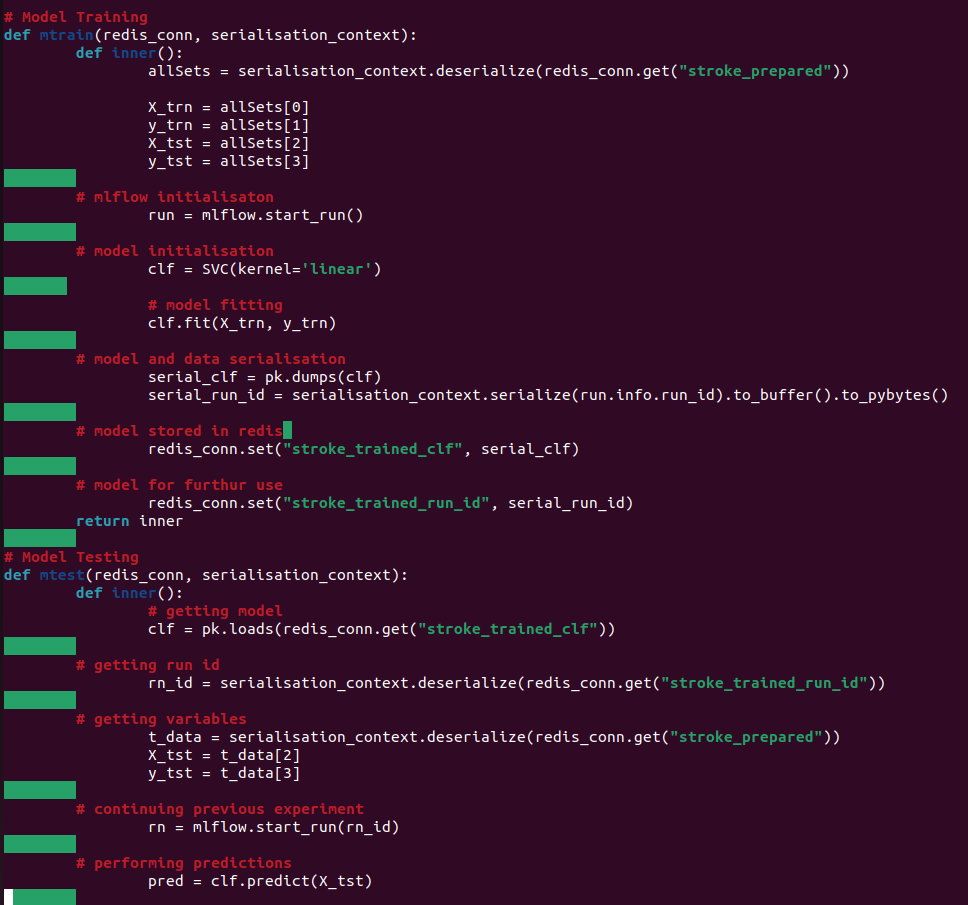 # Model Training
def mtrain(redis_conn, serialisation_context):
        def inner():
                allSets = serialisation_context.deserialize(redis_conn.get("stroke_prepared"))

                X_trn = allSets[0]
                y_trn = allSets[1]
                X_tst = allSets[2]
                y_tst = allSets[3]

        # mlflow initialisaton
                run = mlflow.start_run()

        # model initialisation
                clf = SVC(kernel='linear')

                # model fitting
                clf.fit(X_trn, y_trn)

        # model and data serialisation
                serial_clf = pk.dumps(clf)
                serial_run_id = serialisation_context.serialize(run.info.run_id).to_buffer().to_pybytes()

        # model stored in redis
                redis_conn.set("stroke_trained_clf", serial_clf)

        # model for furthur use
                redis_conn.set("stroke_trained_run_id", serial_run_id)
        return inner

# Model Testing
def mtest(redis_conn, serialisation_context):
        def inner():
                # getting model
                clf = pk.loads(redis_conn.get("stroke_trained_clf"))

        # getting run id
                rn_id = serialisation_context.deserialize(redis_conn.get("stroke_trained_run_id"))

        # getting variables
                t_data = serialisation_context.deserialize(redis_conn.get("stroke_prepared"))
                X_tst = t_data[2]
                y_tst = t_data[3]

        # continuing previous experiment
                rn = mlflow.start_run(rn_id)

        # performing predictions
                pred = clf.predict(X_tst)